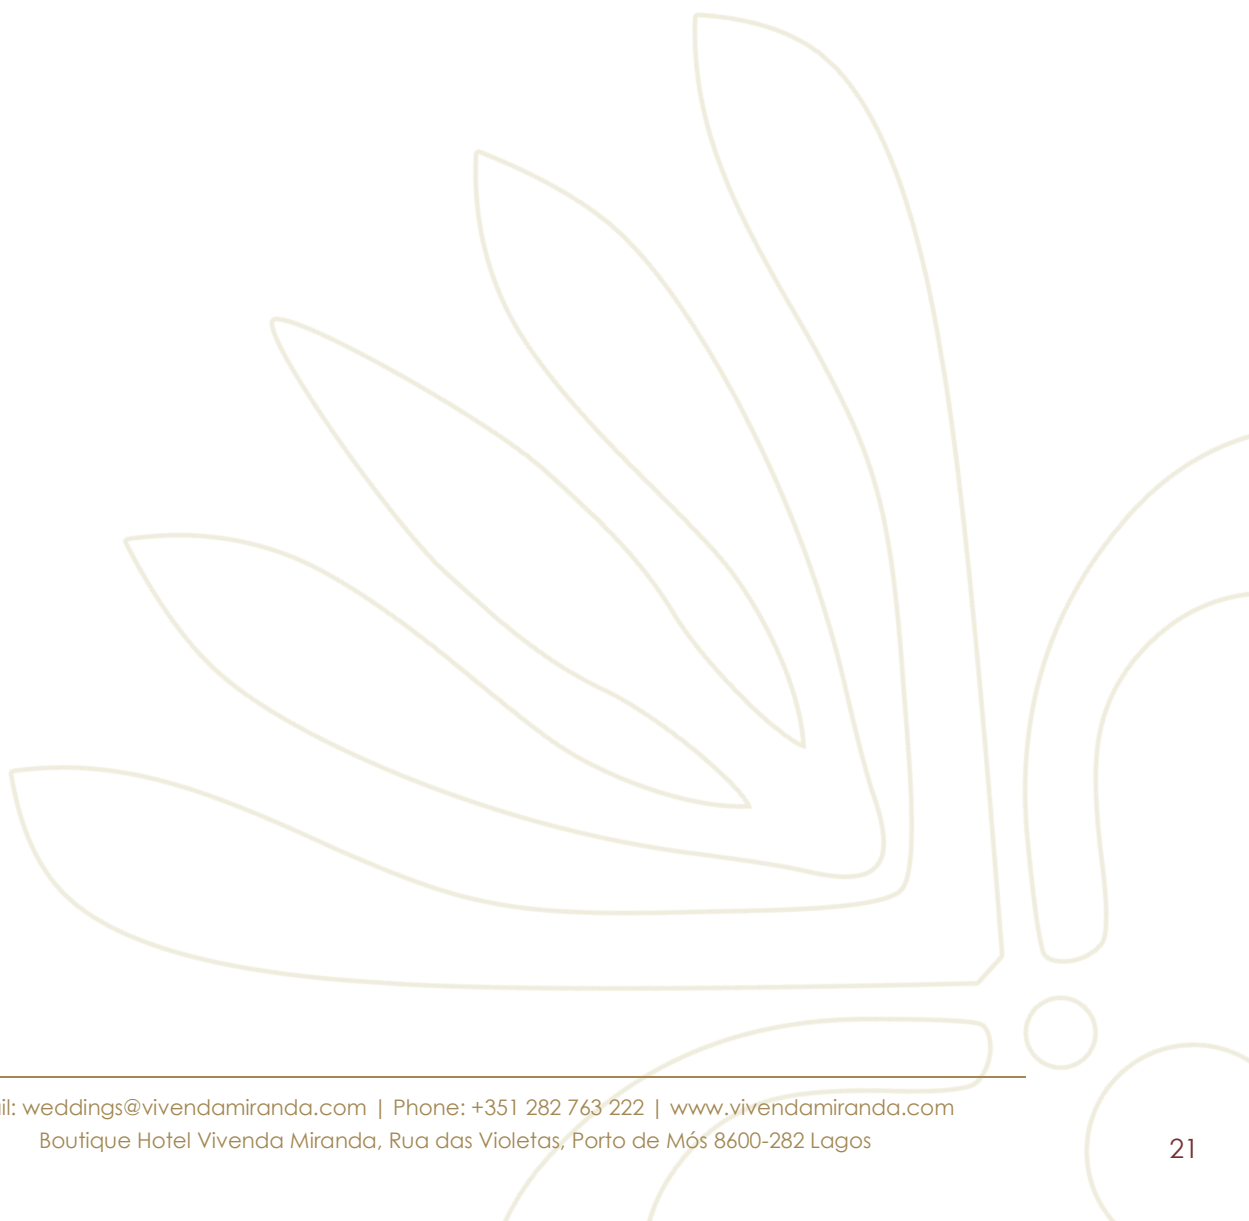 il: weddings@vivendamiranda.com | Phone: +351 282 763 222 | www.vivendamiranda.com
Boutique Hotel Vivenda Miranda, Rua das Violetas, Porto de Mós 8600-282 Lagos
21